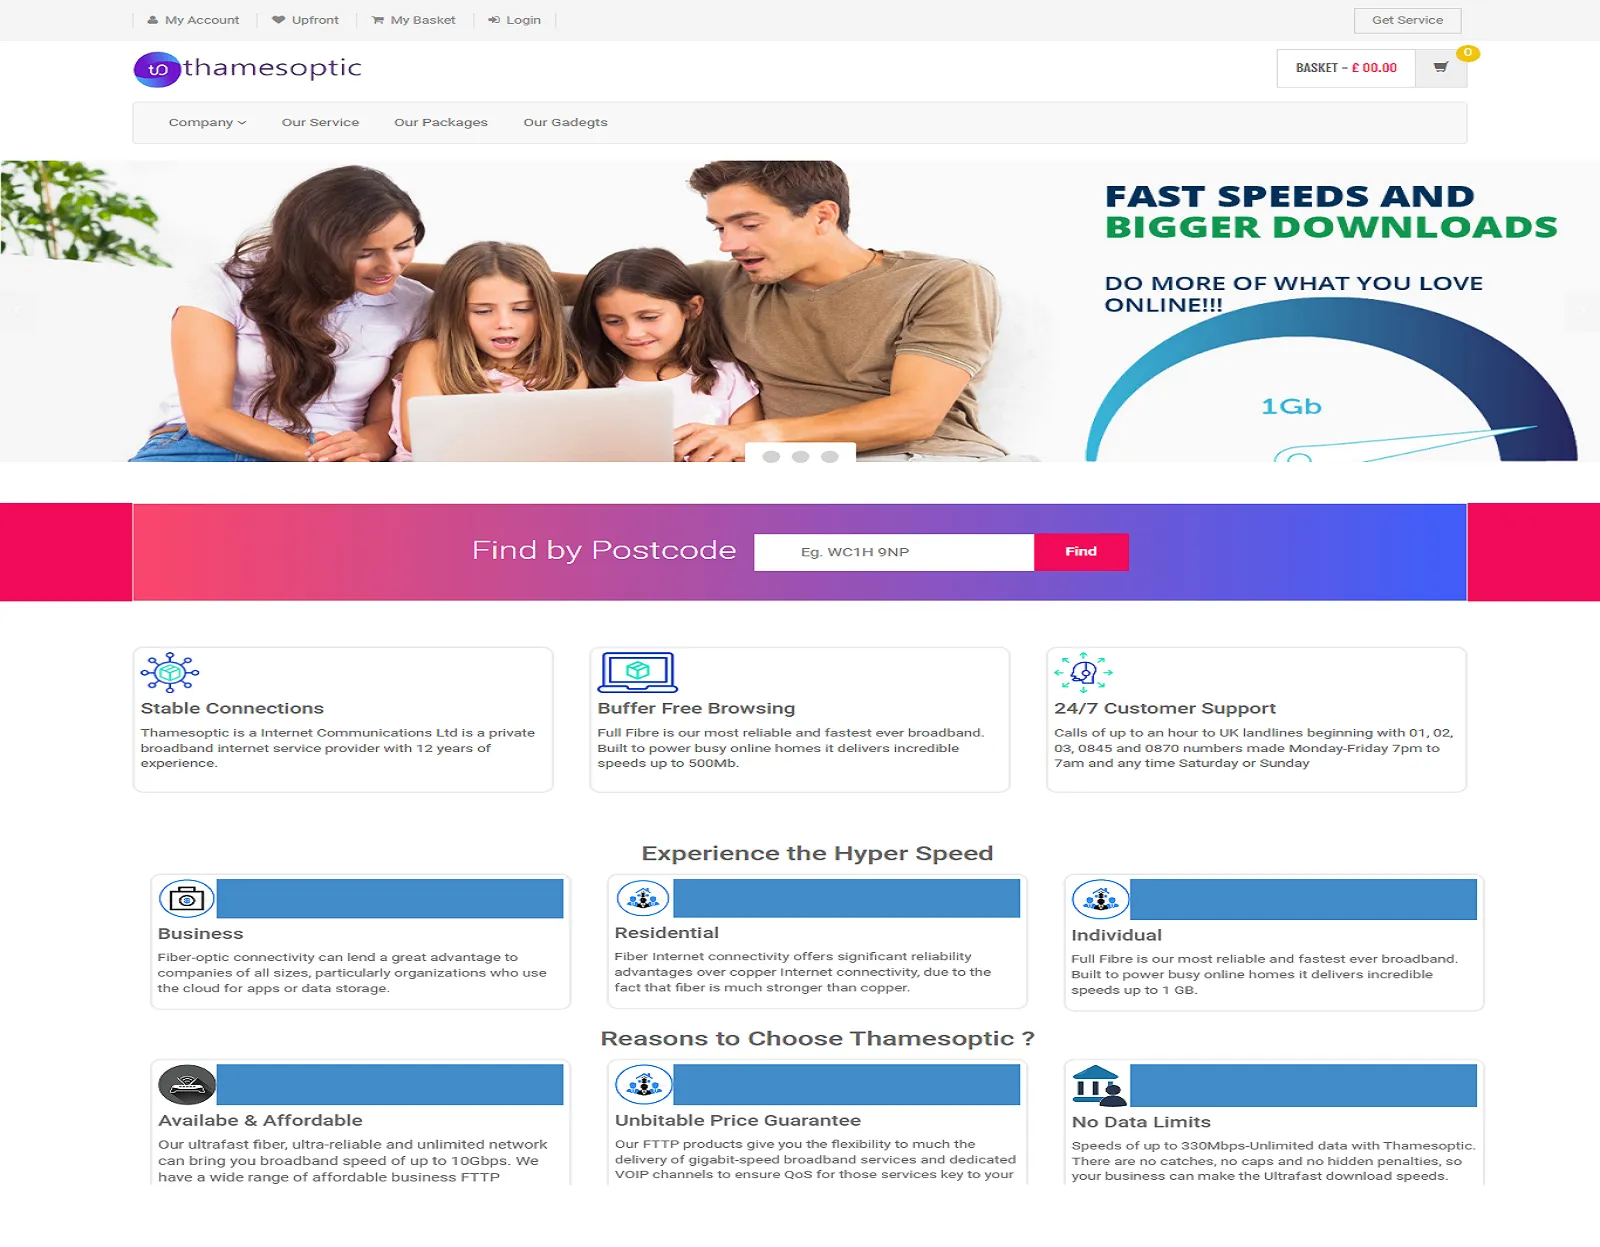 My Account
Upfront
My Basket
Login
Get Service
to thamesoptic
BASKET - £ 00.00
0
Company
Our Service
Our Packages
Our Gadegts
FAST SPEEDS AND
BIGGER DOWNLOADS
DO MORE OF WHAT YOU LOVE
ONLINE!!!
1Gb
Find by Postcode
Eg. WC1H 9NP
Find
Stable Connections
Thamesoptic is a Internet Communications Ltd is a private
broadband internet service provider with 12 years of
experience.
Buffer Free Browsing
Full Fibre is our most reliable and fastest ever broadband.
Built to power busy online homes it delivers incredible
speeds up to 500Mb.
24/7 Customer Support
Calls of up to an hour to UK landlines beginning with 01, 02,
03, 0845 and 0870 numbers made Monday-Friday 7pm to
7am and any time Saturday or Sunday
Experience the Hyper Speed
Business
Fiber-optic connectivity can lend a great advantage to
companies of all sizes, particularly organizations who use
the cloud for apps or data storage.
Residential
Fiber Internet connectivity offers significant reliability
advantages over copper Internet connectivity, due to the
fact that fiber is much stronger than copper.
Individual
Full Fibre is our most reliable and fastest ever broadband.
Built to power busy online homes it delivers incredible
speeds up to 1 GB.
Reasons to Choose Thamesoptic ?
Availabe & Affordable
Our ultrafast fiber, ultra-reliable and unlimited network
can bring you broadband speed of up to 10Gbps. We
have a wide range of affordable business FTTP
Unbitable Price Guarantee
Our FTTP products give you the flexibility to much the
delivery of gigabit-speed broadband services and dedicated
VOIP channels to ensure QoS for those services key to your
No Data Limits
Speeds of up to 330Mbps-Unlimited data with Thamesoptic.
There are no catches, no caps and no hidden penalties, so
your business can make the Ultrafast download speeds.